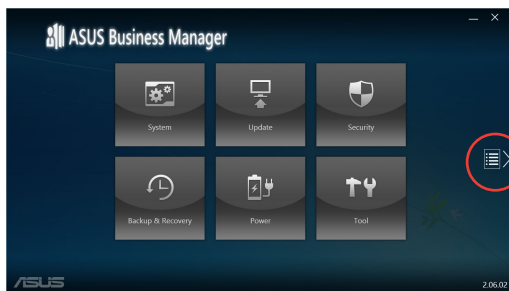 ASUS Business Manager
System
Update
Security
Backup & Recovery
Power
Tool
ASUS
2.06.02